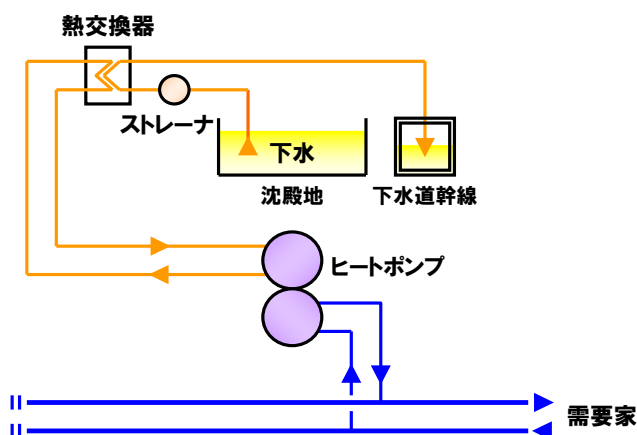 熱交換器
ストレーナ
下水
沈殿地
下水道幹線
ヒートポンプ
需要家